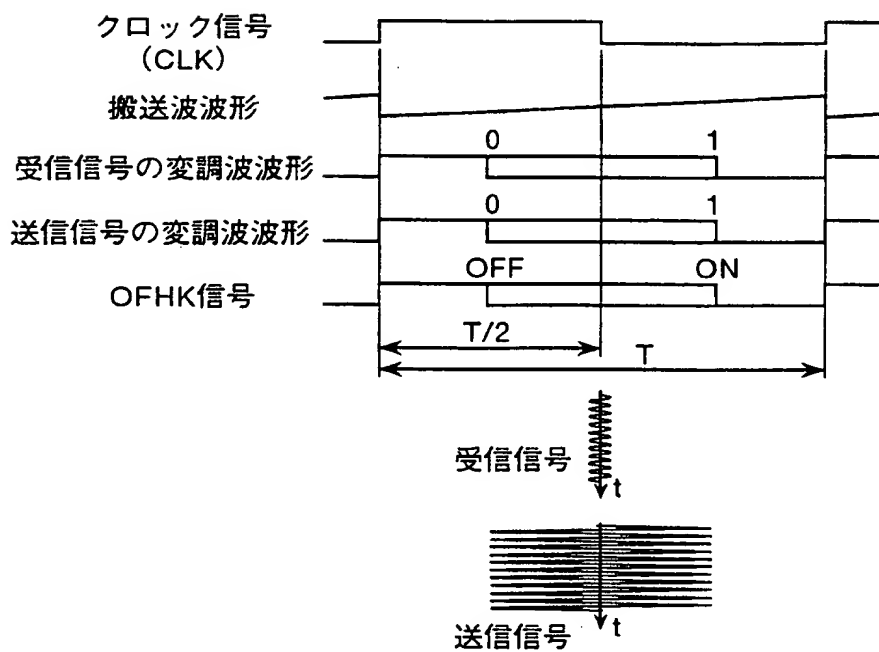 クロック信号
(CLK)
搬送波波形
0 1
受信信号の変調波波形
0 1
送信信号の変調波波形
OFF ON
OFHK信号
T/2
T
受信信号
t
送信信号
t